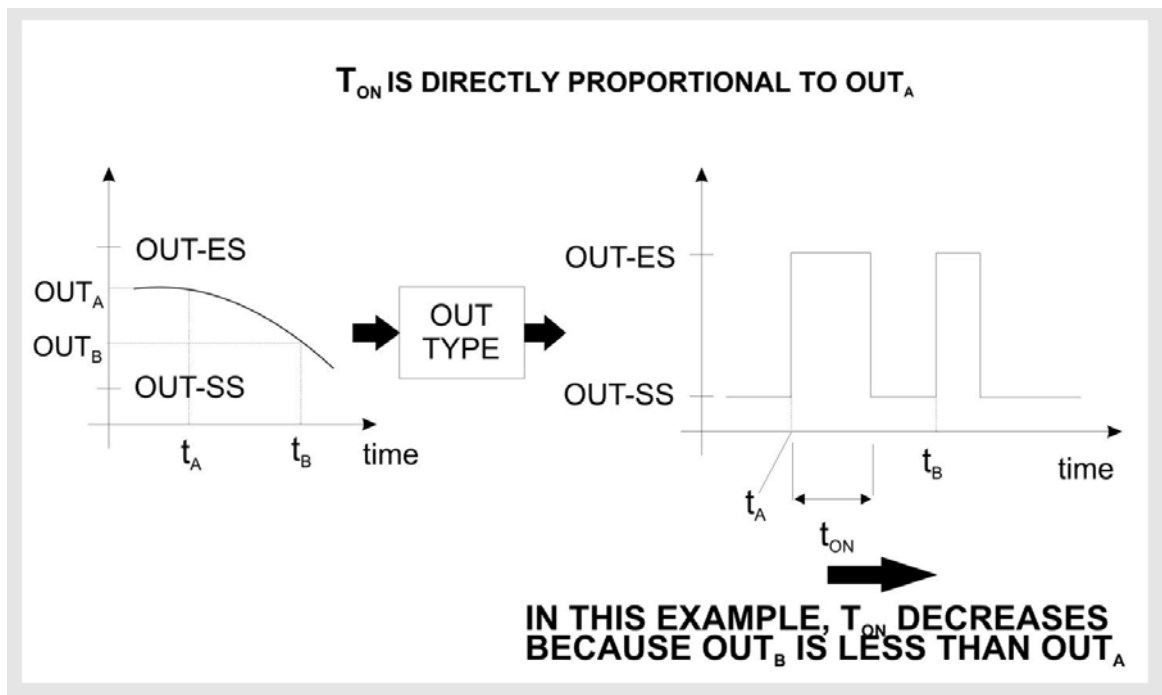 TON IS DIRECTLY PROPORTIONAL TO OUTA
OUT-ES
OUTA
OUTB
OUT-SS
tA
tB
time
OUT
TYPE
OUT-ES
OUT-SS
tA
tB
time
tON
IN THIS EXAMPLE, TON DECREASES
BECAUSE OUTB IS LESS THAN OUTA